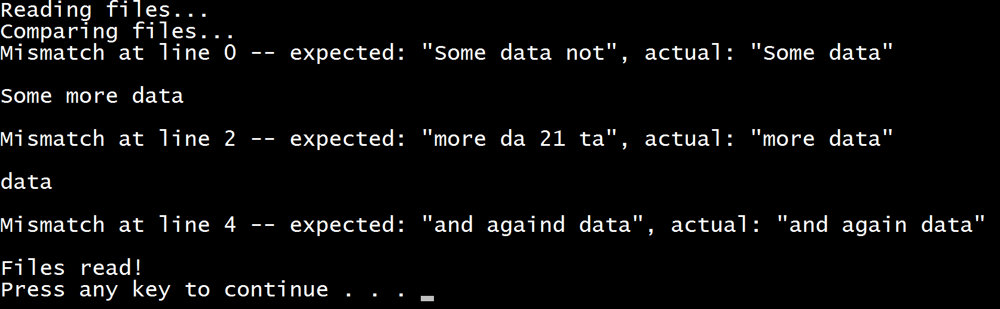 Reading files...
Comparing files...
Mismatch at line 0 -- expected: "Some data not", actual: "Some data"
Some more data
Mismatch at line 2 -- expected: "more da 21 ta", actual: "more data"
data
Mismatch at line 4 -- expected: "and againd data", actual: "and again data"
Files read!
Press any key to continue . . .